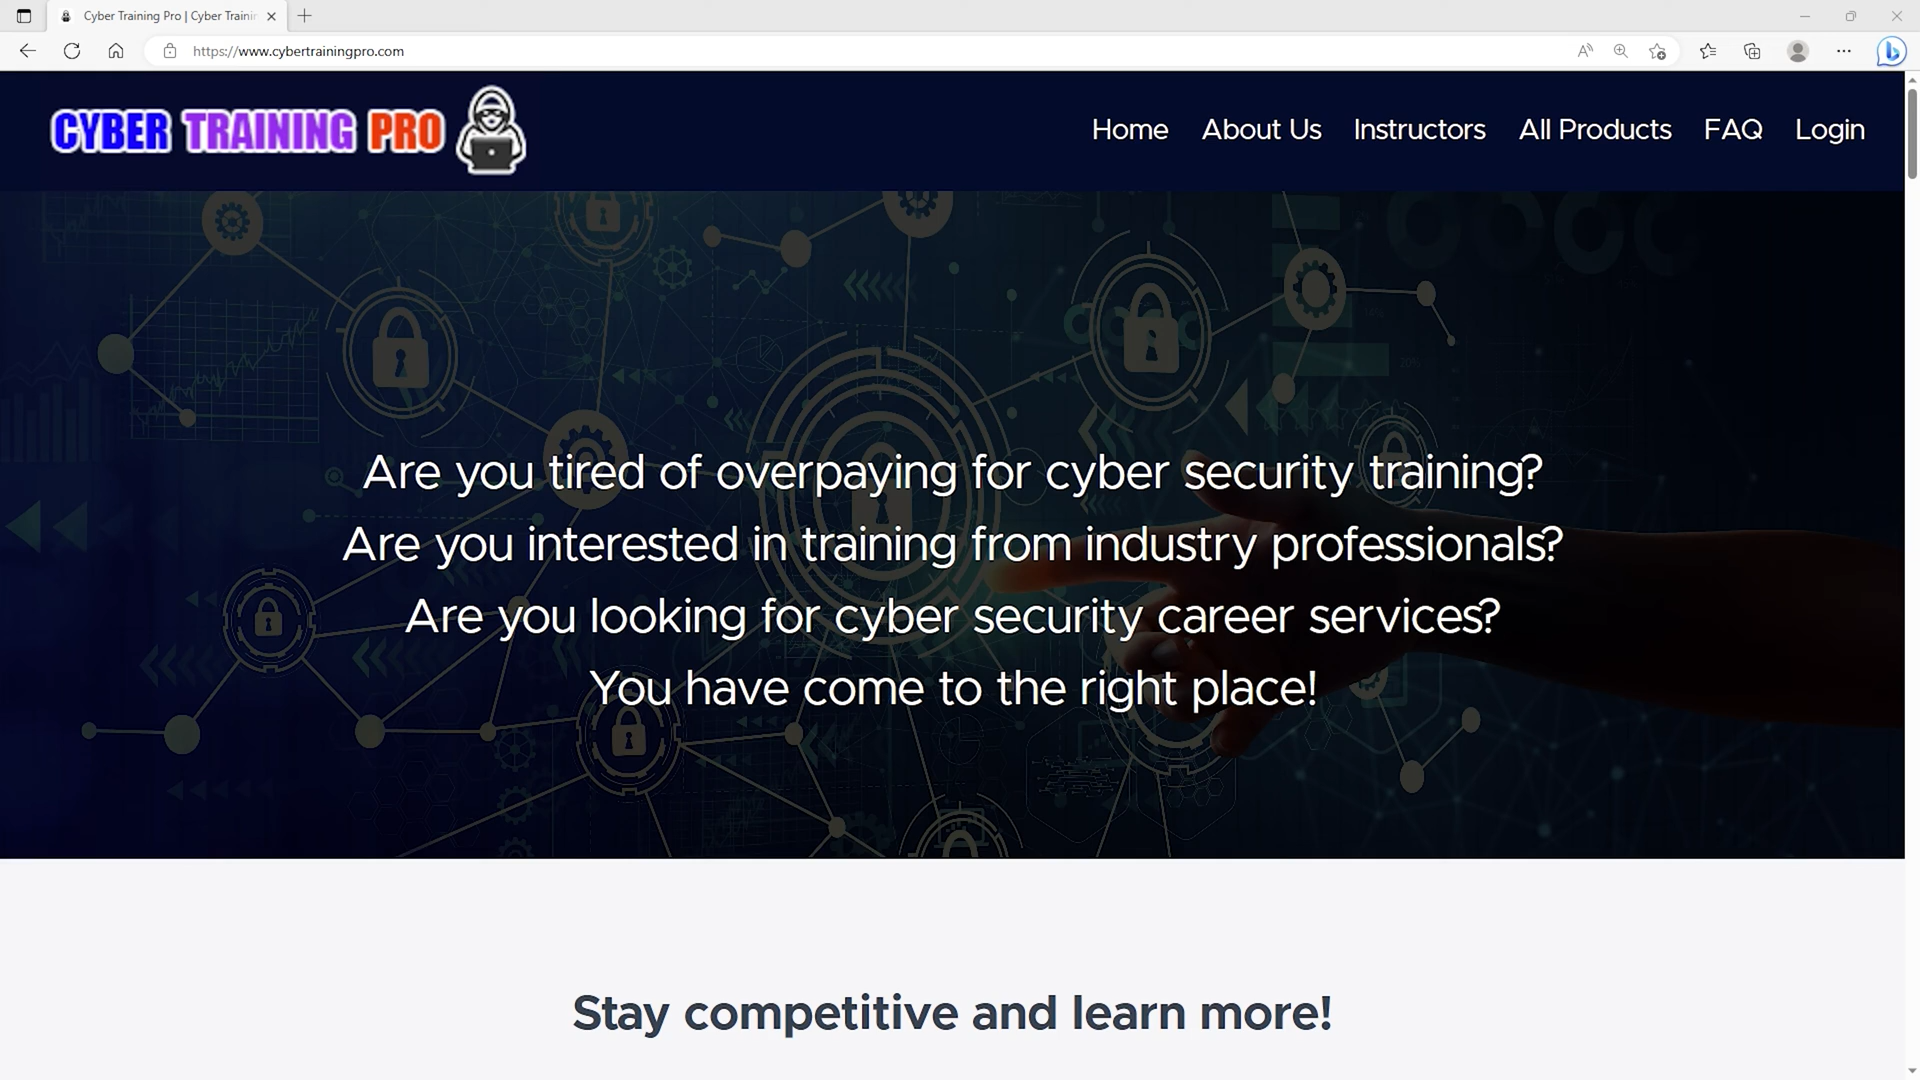 Cyber Training Pro | Cyber Trainin
https://www.cybertrainingpro.com
CYBER TRAINING PRO
Home About Us Instructors All Products FAQ Login
Are you tired of overpaying for cyber security training?
Are you interested in training from industry professionals?
Are you looking for cyber security career services?
You have come to the right place!
Stay competitive and learn more!